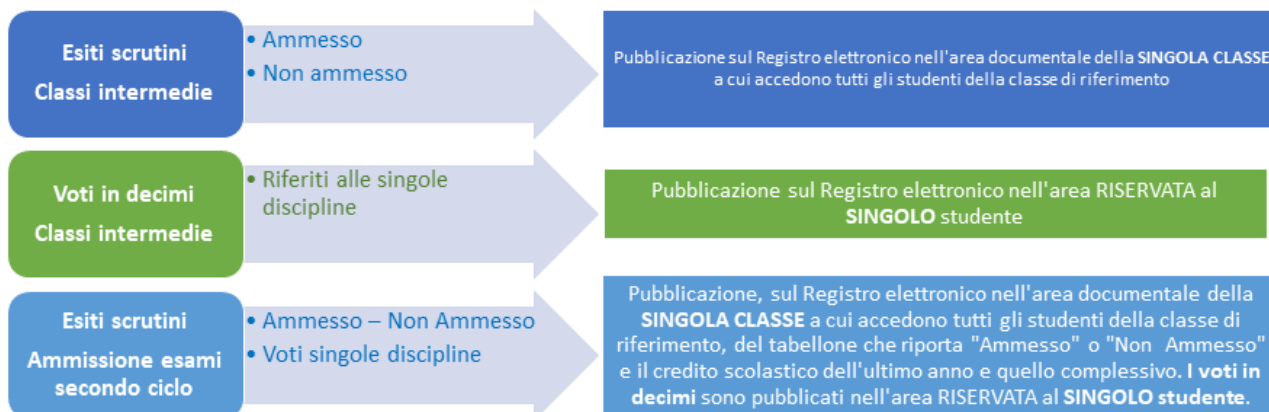 Esiti scrutini
Classi intermedie
• Ammesso
• Non ammesso
Pubblicazione sul Registro elettronico nell'area documentale della SINGOLA CLASSE
a cui accedono tutti gli studenti della classe di riferimento
Voti in decimi
Classi intermedie
• Riferiti alle singole
discipline
Pubblicazione sul Registro elettronico nell'area RISERVATA al
SINGOLO studente
Esiti scrutini
Ammissione esami
secondo ciclo
• Ammesso – Non Ammesso
• Voti singole discipline
Pubblicazione, sul Registro elettronico nell'area documentale della
SINGOLA CLASSE a cui accedono tutti gli studenti della classe di
riferimento, del tabellone che riporta "Ammesso" o "Non Ammesso"
e il credito scolastico dell'ultimo anno e quello complessivo. I voti in
decimi sono pubblicati nell'area RISERVATA al SINGOLO studente.